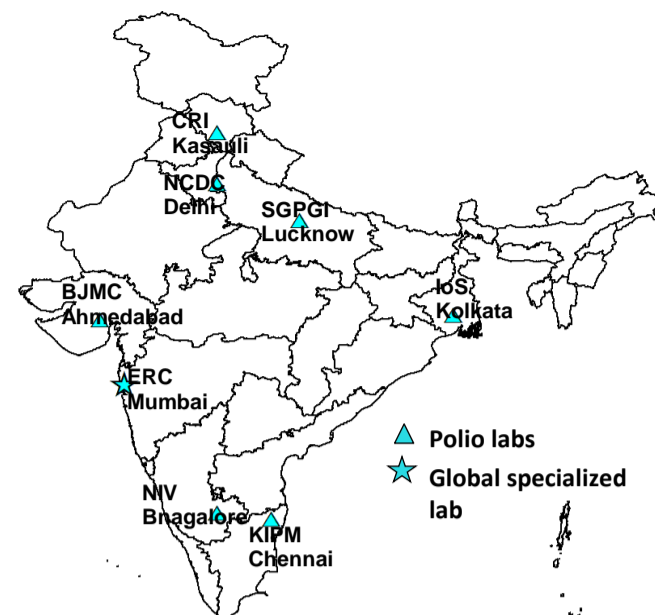 CRI
Kasauli
NCDC
Delhi
SGPGI
Lucknow
BJMC
Ahmedabad
IoS
Kolkata
ERC
Mumbai
Polio labs
Global specialized
lab
NIV
Bnagalore
KIPM
Chennai